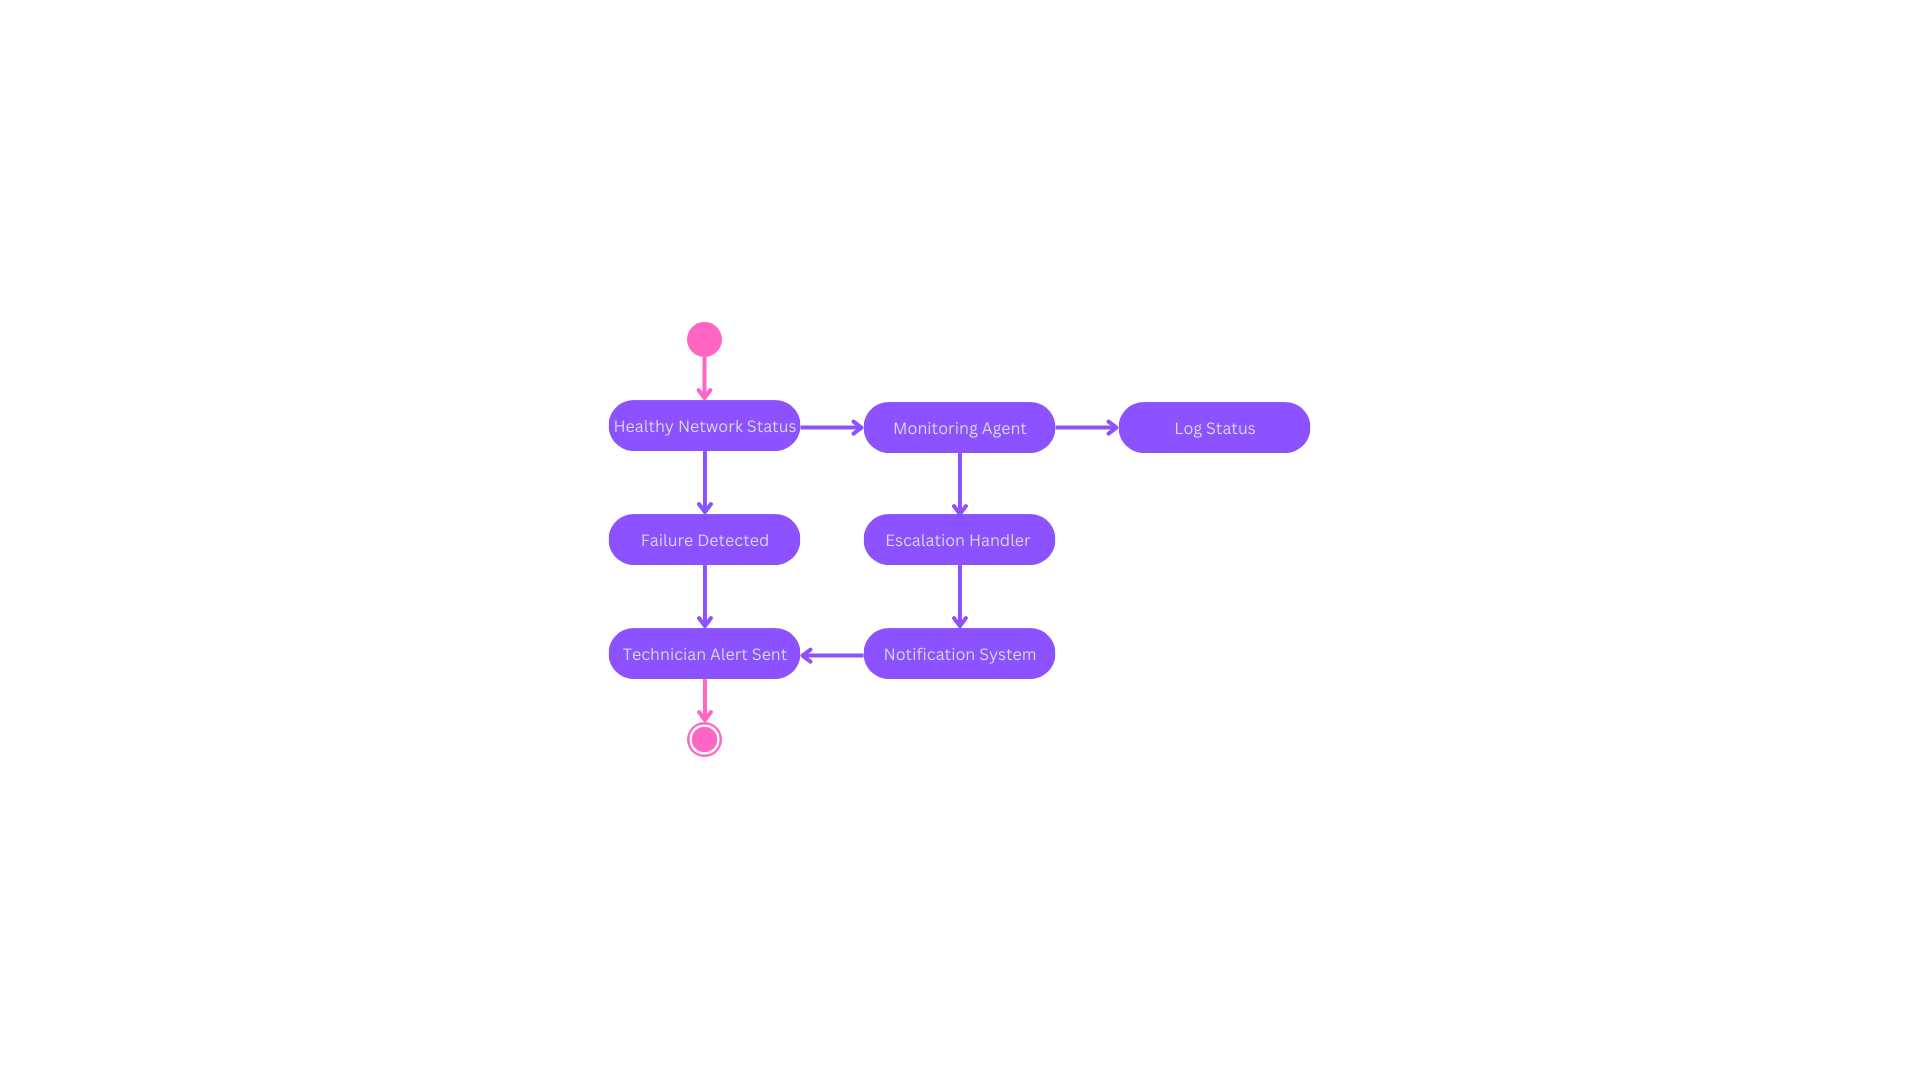 Healthy Network Status
Monitoring Agent
Log Status
Failure Detected
Escalation Handler
Technician Alert Sent
Notification System